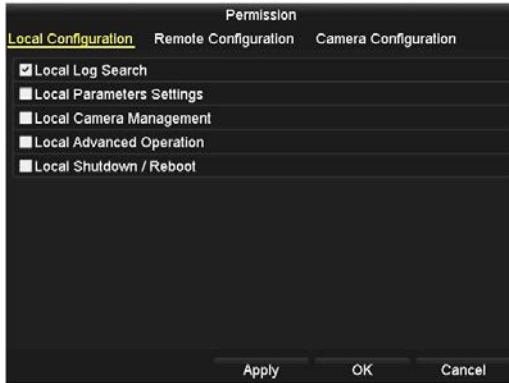 Permission
Local Configuration Remote Configuration Camera Configuration
Local Log Search
Local Parameters Settings
Local Camera Management
Local Advanced Operation
Local Shutdown / Reboot
Apply OK Cancel